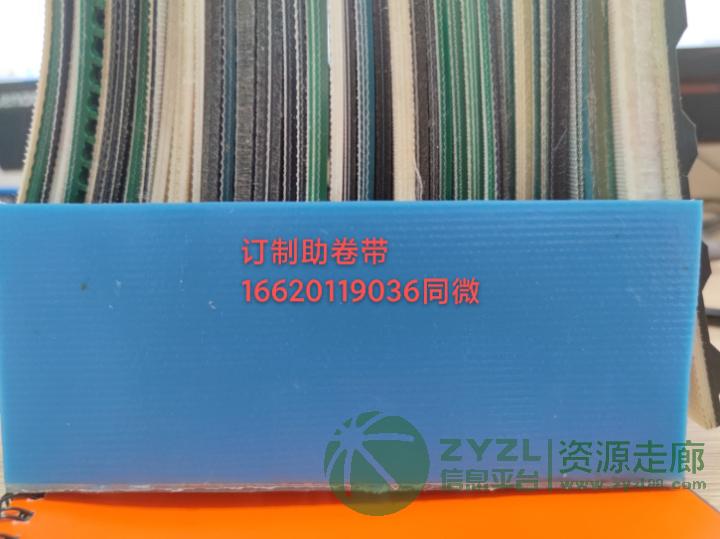 订制助卷带
16620119036同微
ZYZL 资源走廊
信息平台